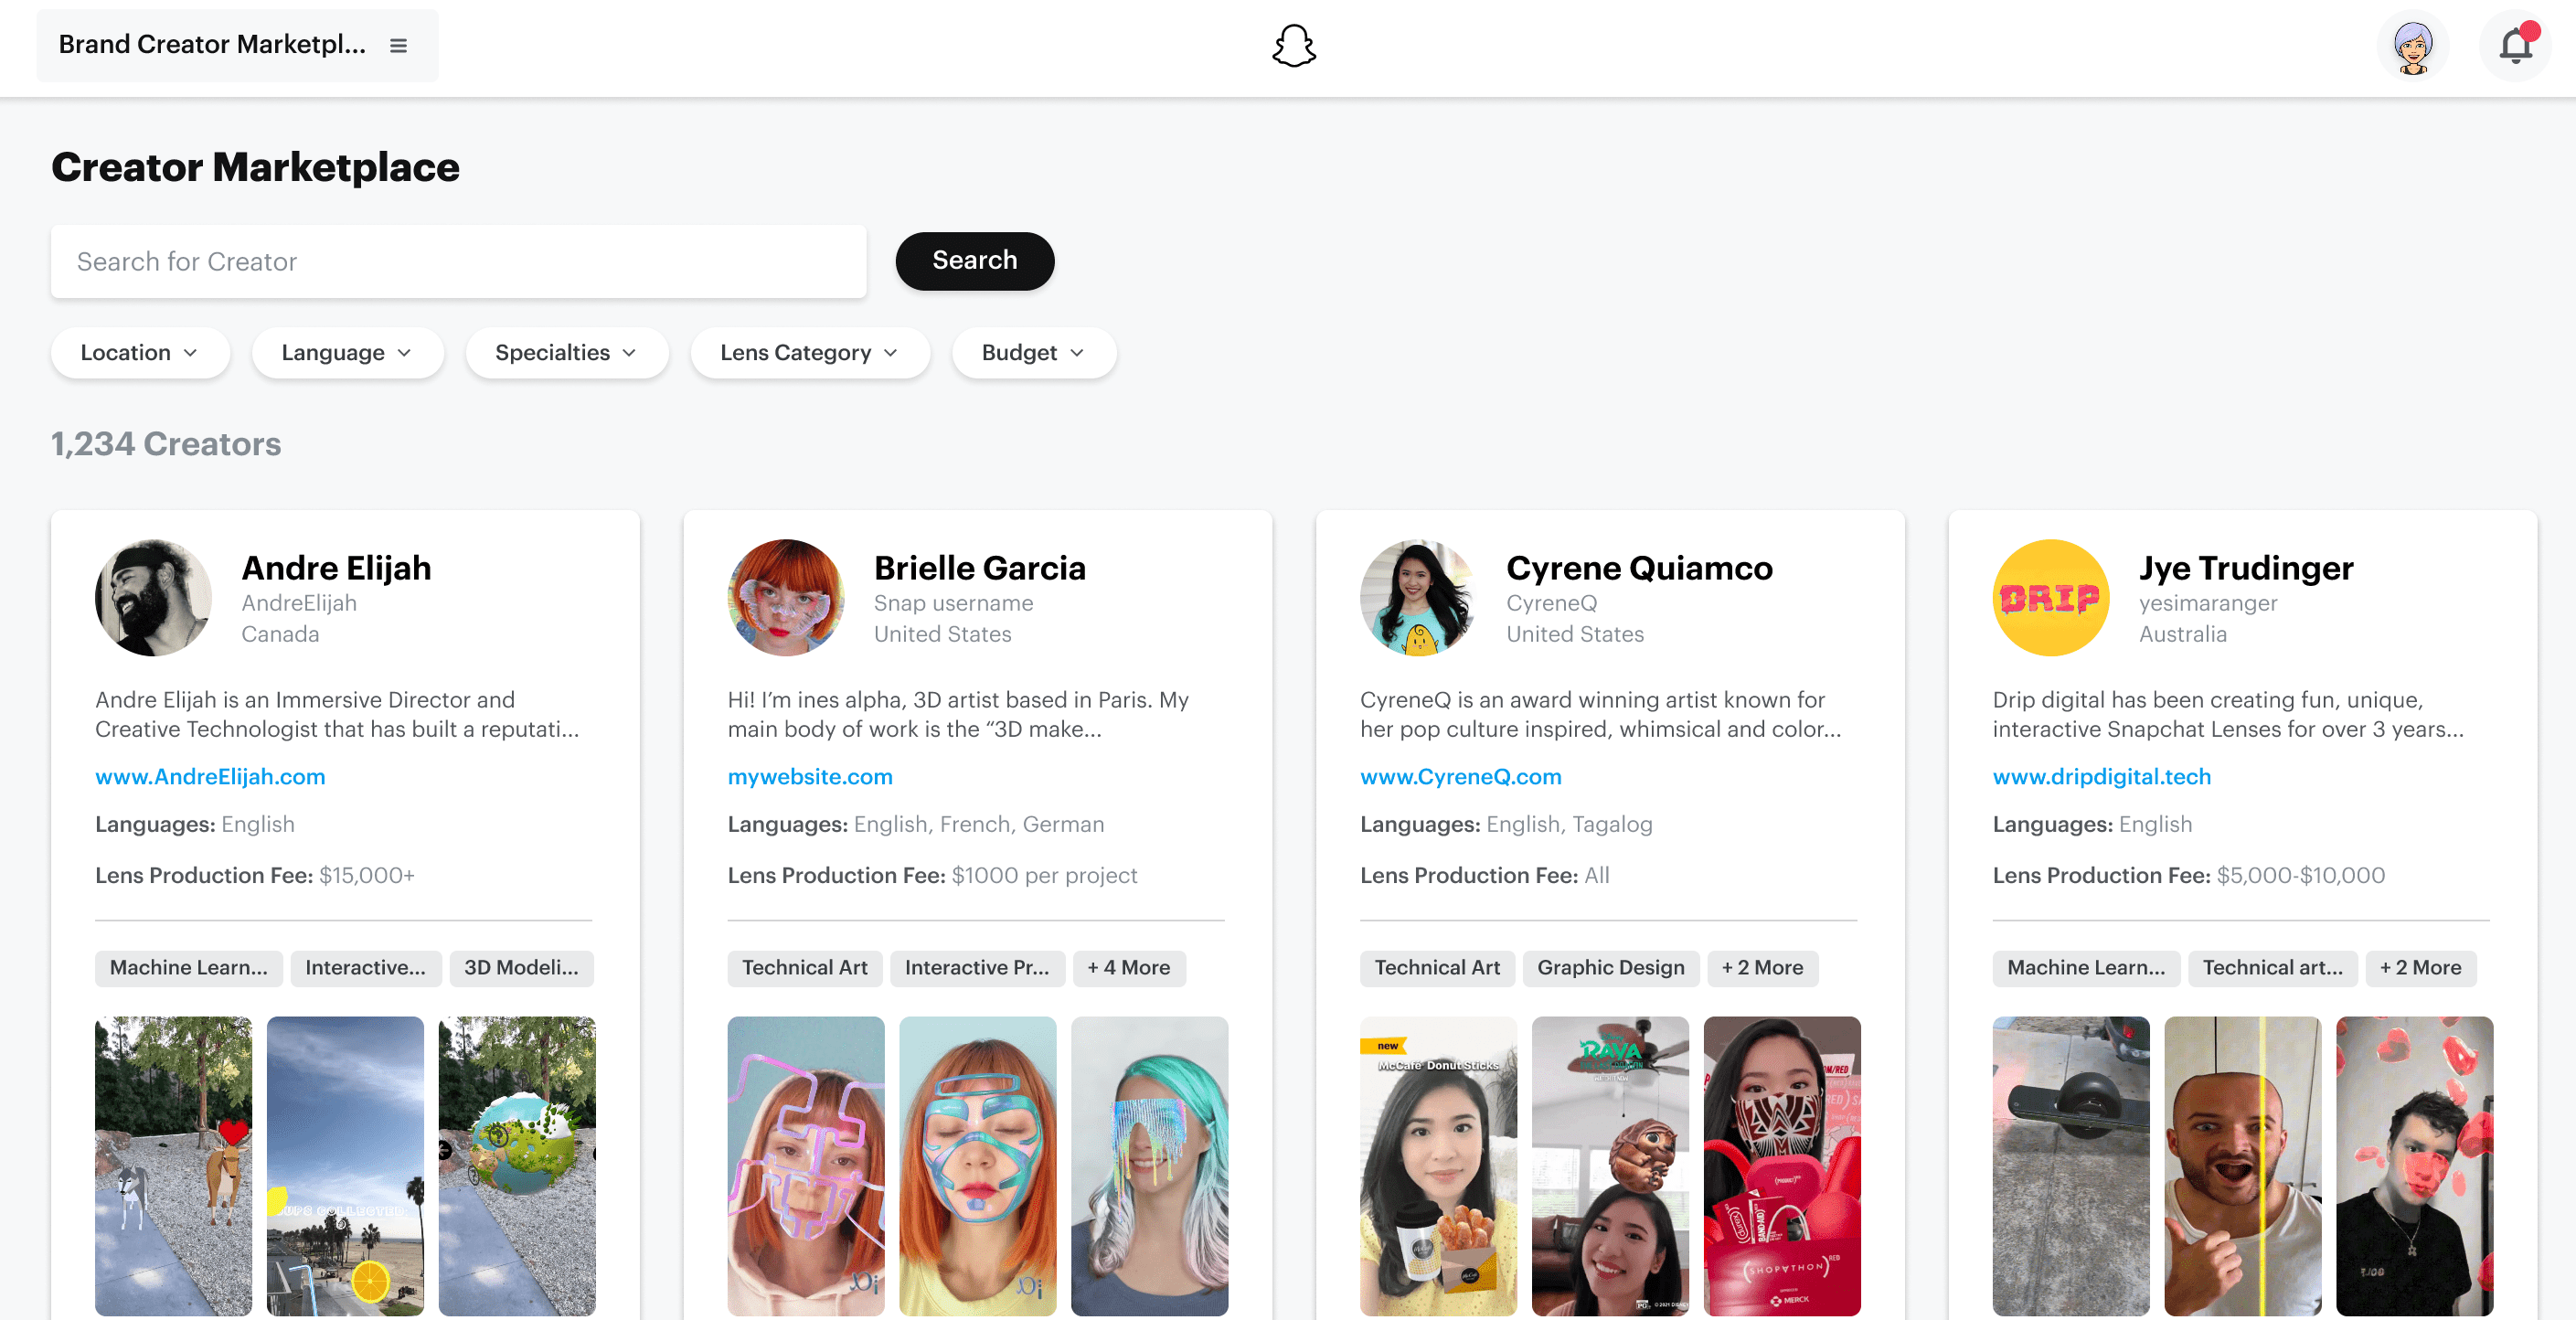 Brand Creator Marketpl...
Creator Marketplace
Search for Creator
Search
Location
Language
Specialties
Lens Category
Budget
1,234 Creators
Andre Elijah
AndreElijah
Canada
Andre Elijah is an Immersive Director and
Creative Technologist that has built a reputati...
www.AndreElijah.com
Languages: English
Lens Production Fee: $15,000+
Machine Learn...
Interactive...
3D Modeli...
Brielle Garcia
Snap username
United States
Hi! I’m ines alpha, 3D artist based in Paris. My
main body of work is the “3D make...
mywebsite.com
Languages: English, French, German
Lens Production Fee: $1000 per project
Technical Art
Interactive Pr...
+ 4 More
Cyrene Quiamco
CyreneQ
United States
CyreneQ is an award winning artist known for
her pop culture inspired, whimsical and color...
www.CyreneQ.com
Languages: English, Tagalog
Lens Production Fee: All
Technical Art
Graphic Design
+ 2 More
new
McCafé Donut Sticks
RAYA
(SHOPATHON)RED
MERCK
Jye Trudinger
yesimaranger
Australia
DRIP
Drip digital has been creating fun, unique,
interactive Snapchat Lenses for over 3 years...
www.dripdigital.tech
Languages: English
Lens Production Fee: $5,000-$10,000
Machine Learn...
Technical art...
+ 2 More